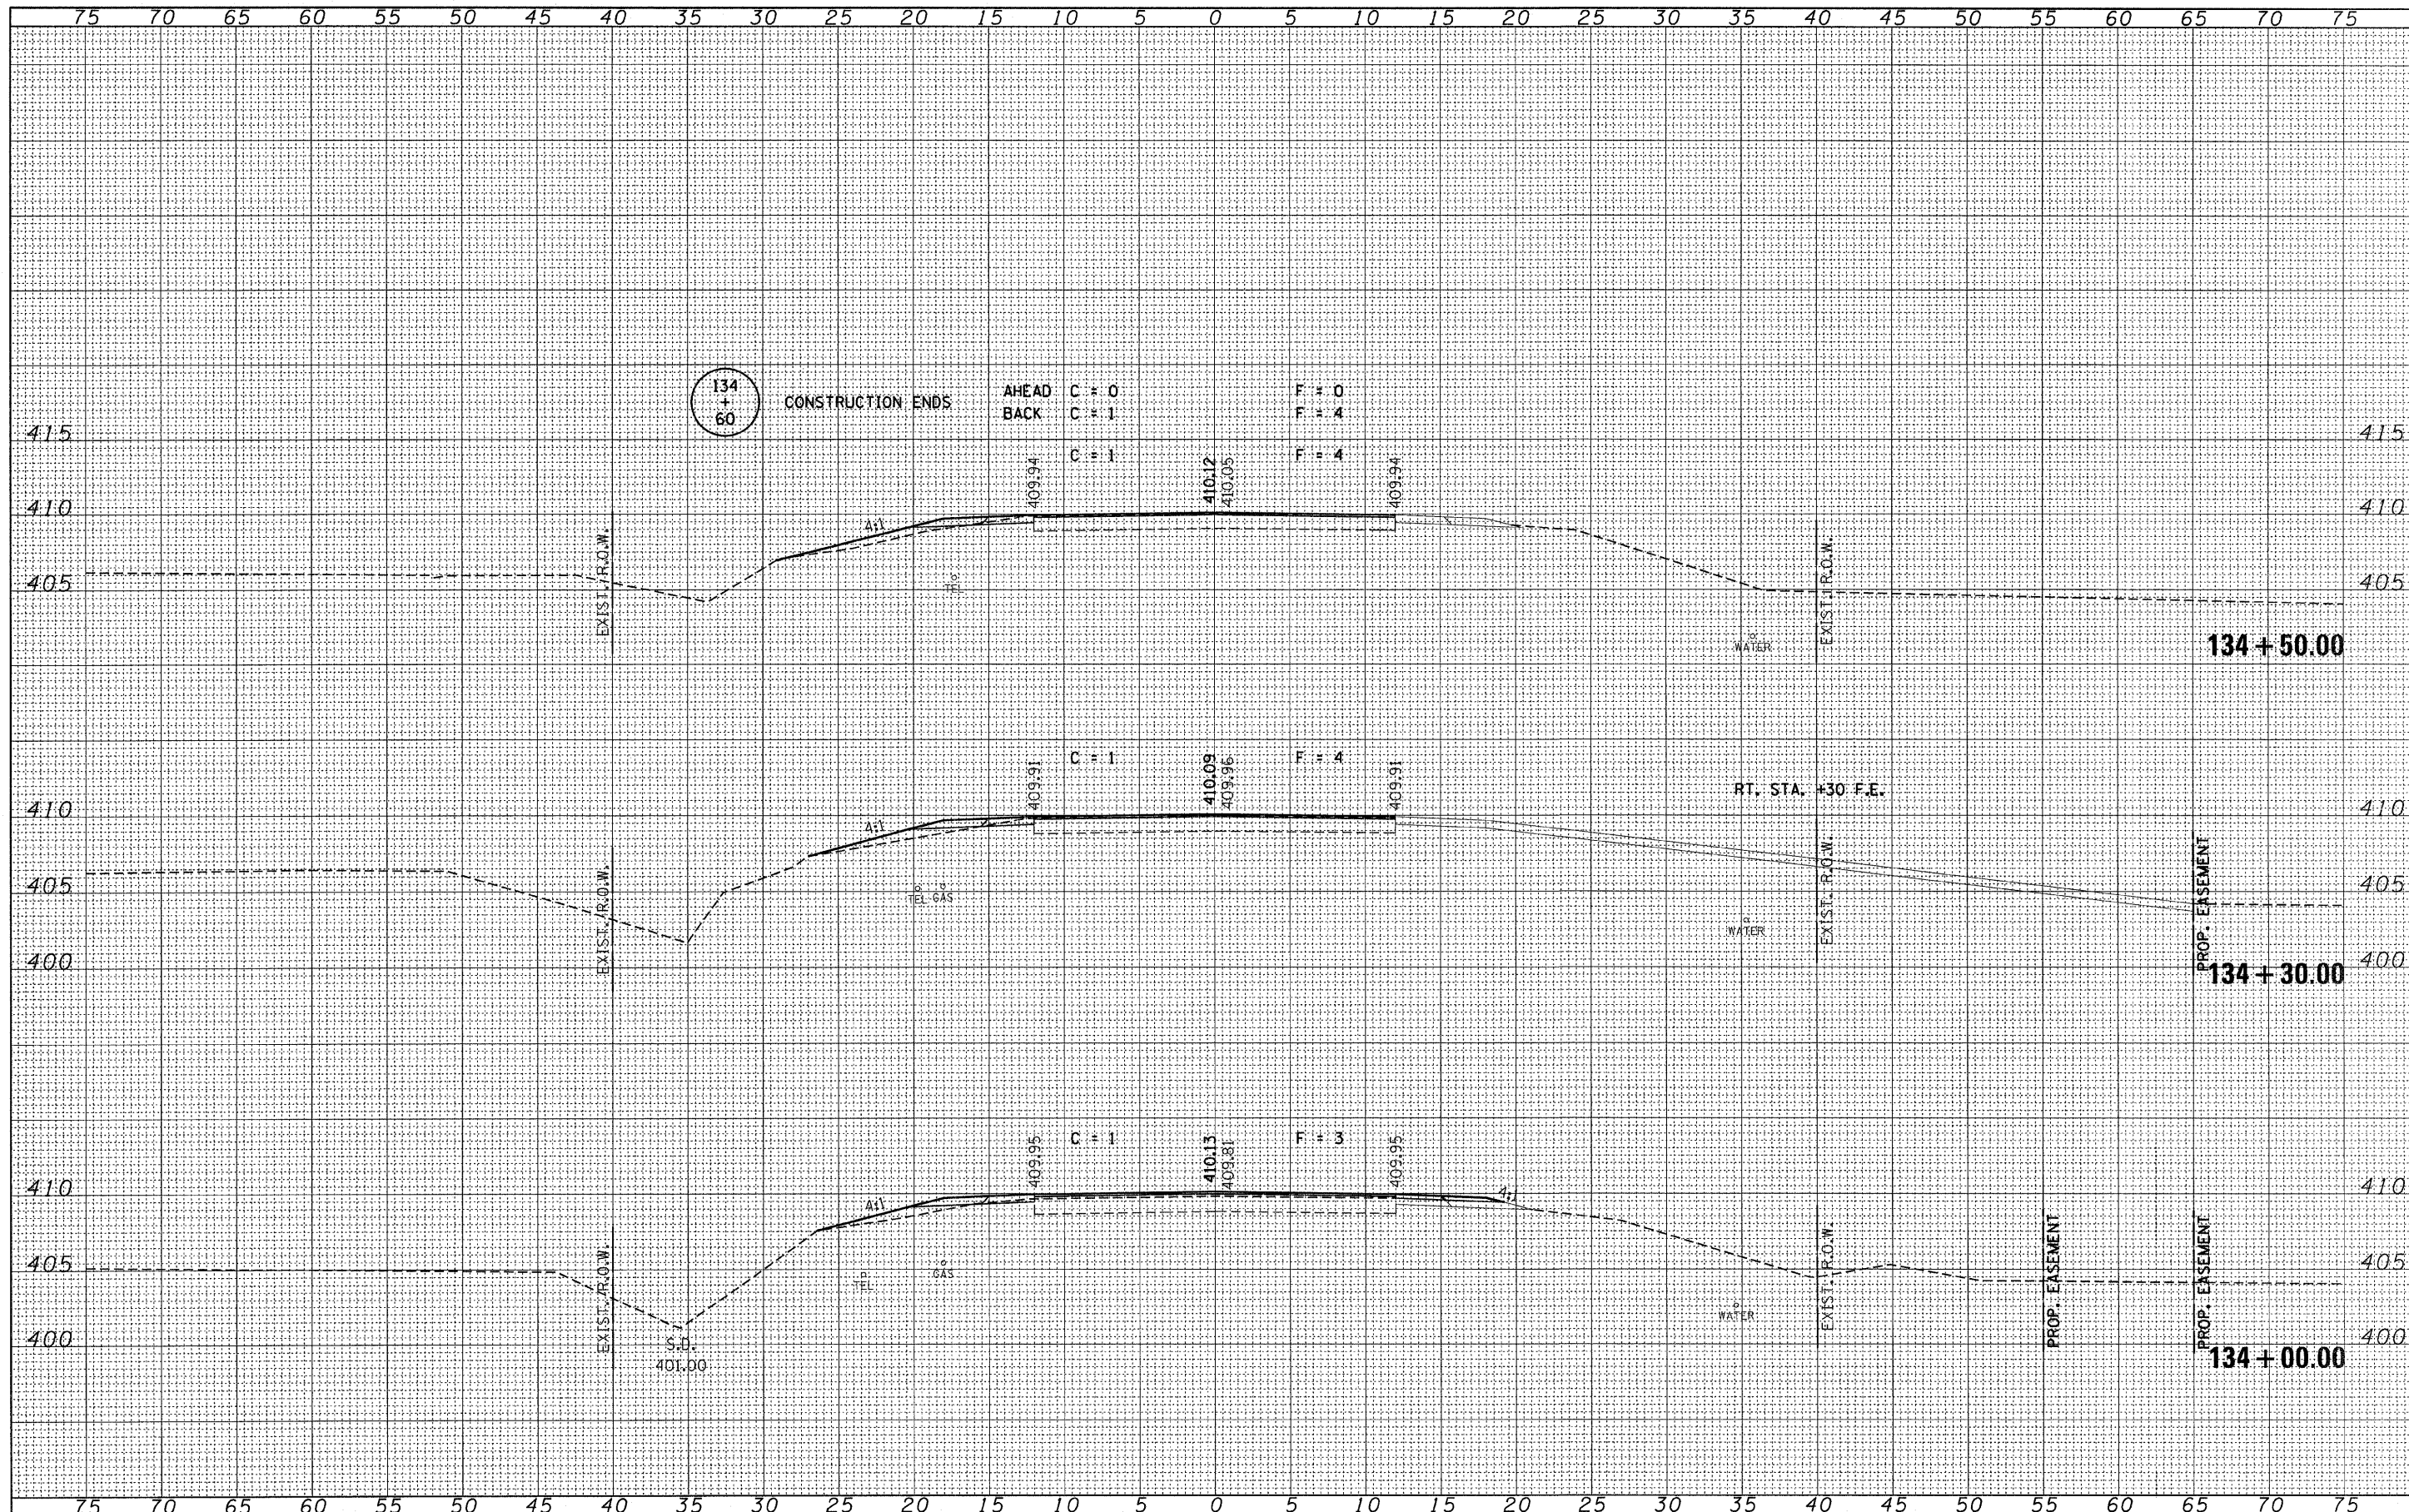 75 70 65 60 55 50 45 40 35 30 25 20 15 10 5 0 5 10 15 20 25 30 35 40 45 50 55 60 65 70 75
134 + 60
CONSTRUCTION ENDS
AHEAD C = 0 F = 0
BACK C = 1 F = 4
415 415
C = 1 F = 4
409.94 410.12 410.05 409.94
410 410
4:1
EXIST. R.O.W. EXIST. R.O.W.
405 405
TEL
WATER
134 + 50.00
C = 1 F = 4
409.91 410.09 409.96 409.91
RT. STA. +30 F.E.
410 410
4:1
EXIST. R.O.W. EXIST. R.O.W. PROP. EASEMENT
405 405
TEL GAS
WATER
400 400
134 + 30.00
C = 1 F = 3
409.95 410.13 409.81 409.95
410 410
4:1 4:1
EXIST. R.O.W. EXIST. R.O.W. PROP. EASEMENT PROP. EASEMENT
405 405
TEL GAS
WATER
400 400
S.D.
401.00
134 + 00.00
75 70 65 60 55 50 45 40 35 30 25 20 15 10 5 0 5 10 15 20 25 30 35 40 45 50 55 60 65 70 75